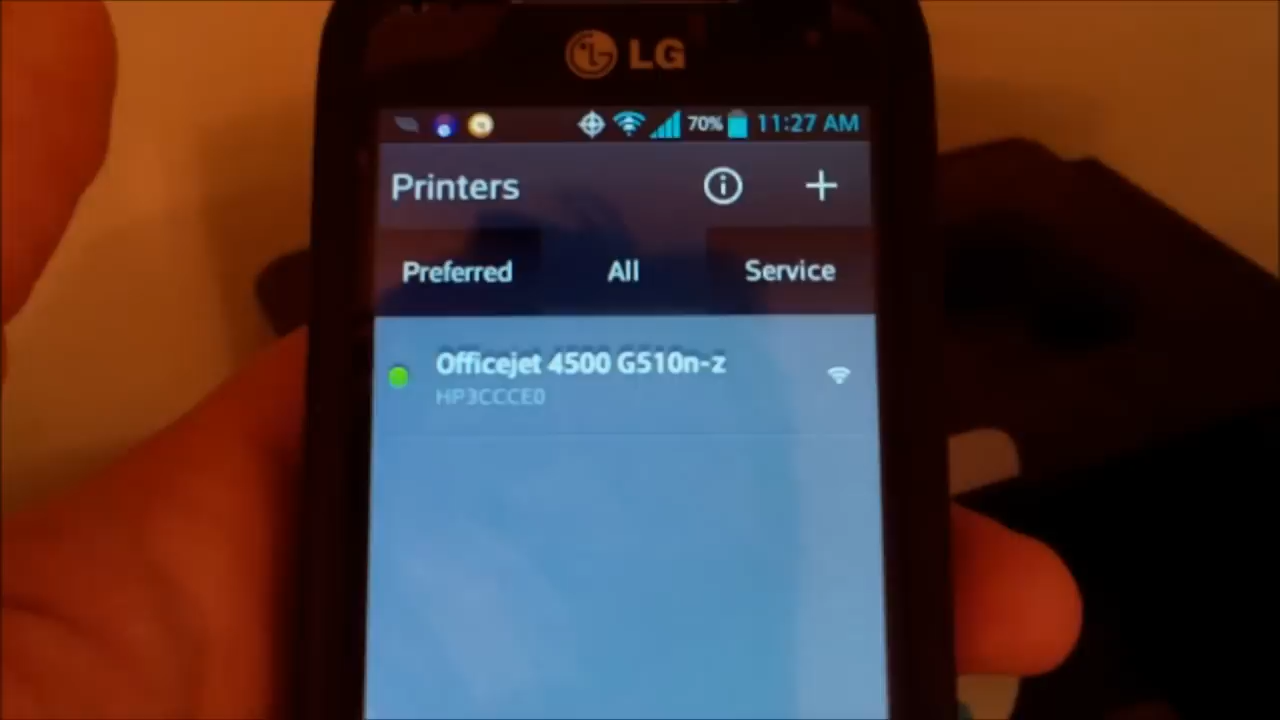 LG
70% 11:27 AM
Printers
Preferred All Service
Officejet 4500 G510n-z
HP3CCCE0